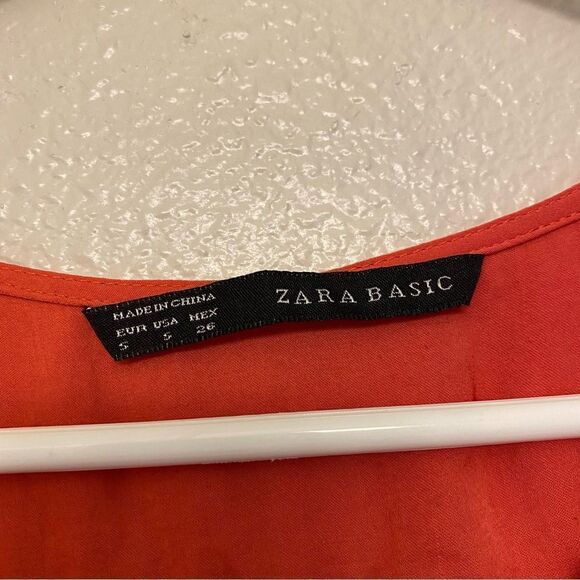 MADE IN CHINA
EUR USA MEX
S S 26
ZARA BASIC